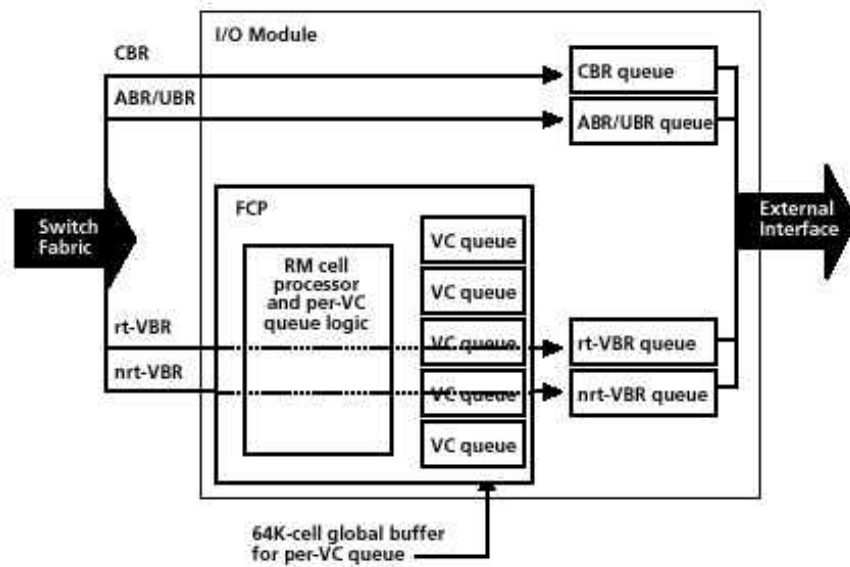 I/O Module
CBR
CBR queue
ABR/UBR
ABR/UBR queue
Switch
Fabric
FCP
RM cell
processor
and per-VC
queue logic
VC queue
VC queue
VC queue
VC queue
VC queue
External
Interface
rt-VBR
rt-VBR queue
nrt-VBR
nrt-VBR queue
64K-cell global buffer
for per-VC queue